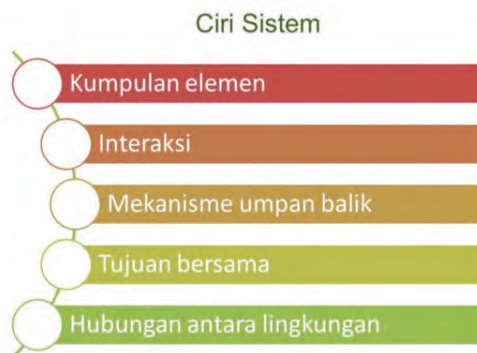 Ciri Sistem
Kumpulan elemen
Interaksi
Mekanisme umpan balik
Tujuan bersama
Hubungan antara lingkungan